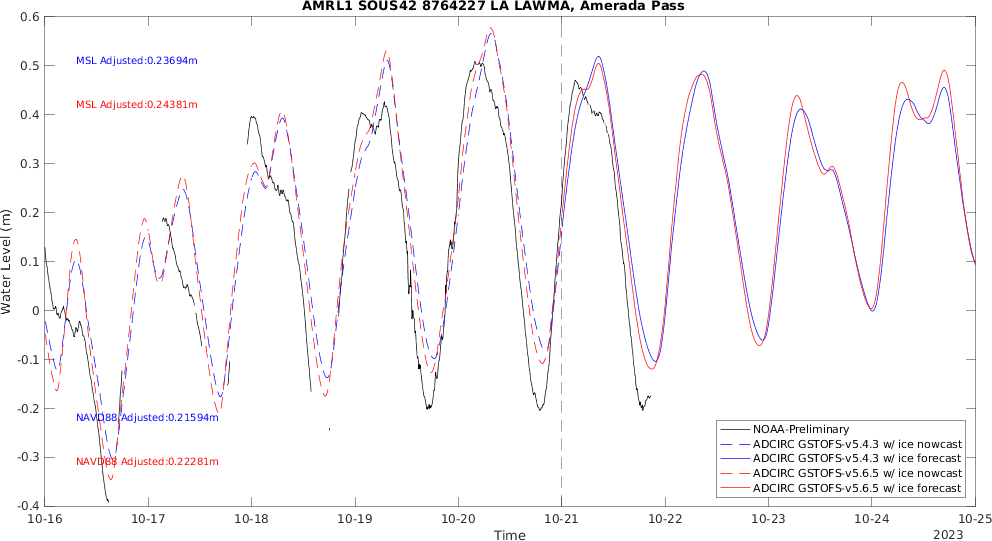 AMRL1 SOUS42 8764227 LA LAWMA, Amerada Pass
0.6
0.5
0.4
0.3
0.2
0.1
0
-0.1
-0.2
-0.3
-0.4
Water Level (m)
MSL Adjusted:0.23694m
MSL Adjusted:0.24381m
NAVD88 Adjusted:0.21594m
NAVD88 Adjusted:0.22281m
NOAA-Preliminary
ADCIRC GSTOFS-v5.4.3 w/ ice nowcast
ADCIRC GSTOFS-v5.4.3 w/ ice forecast
ADCIRC GSTOFS-v5.6.5 w/ ice nowcast
ADCIRC GSTOFS-v5.6.5 w/ ice forecast
10-16 10-17 10-18 10-19 10-20 10-21 10-22 10-23 10-24 10-25
Time
2023